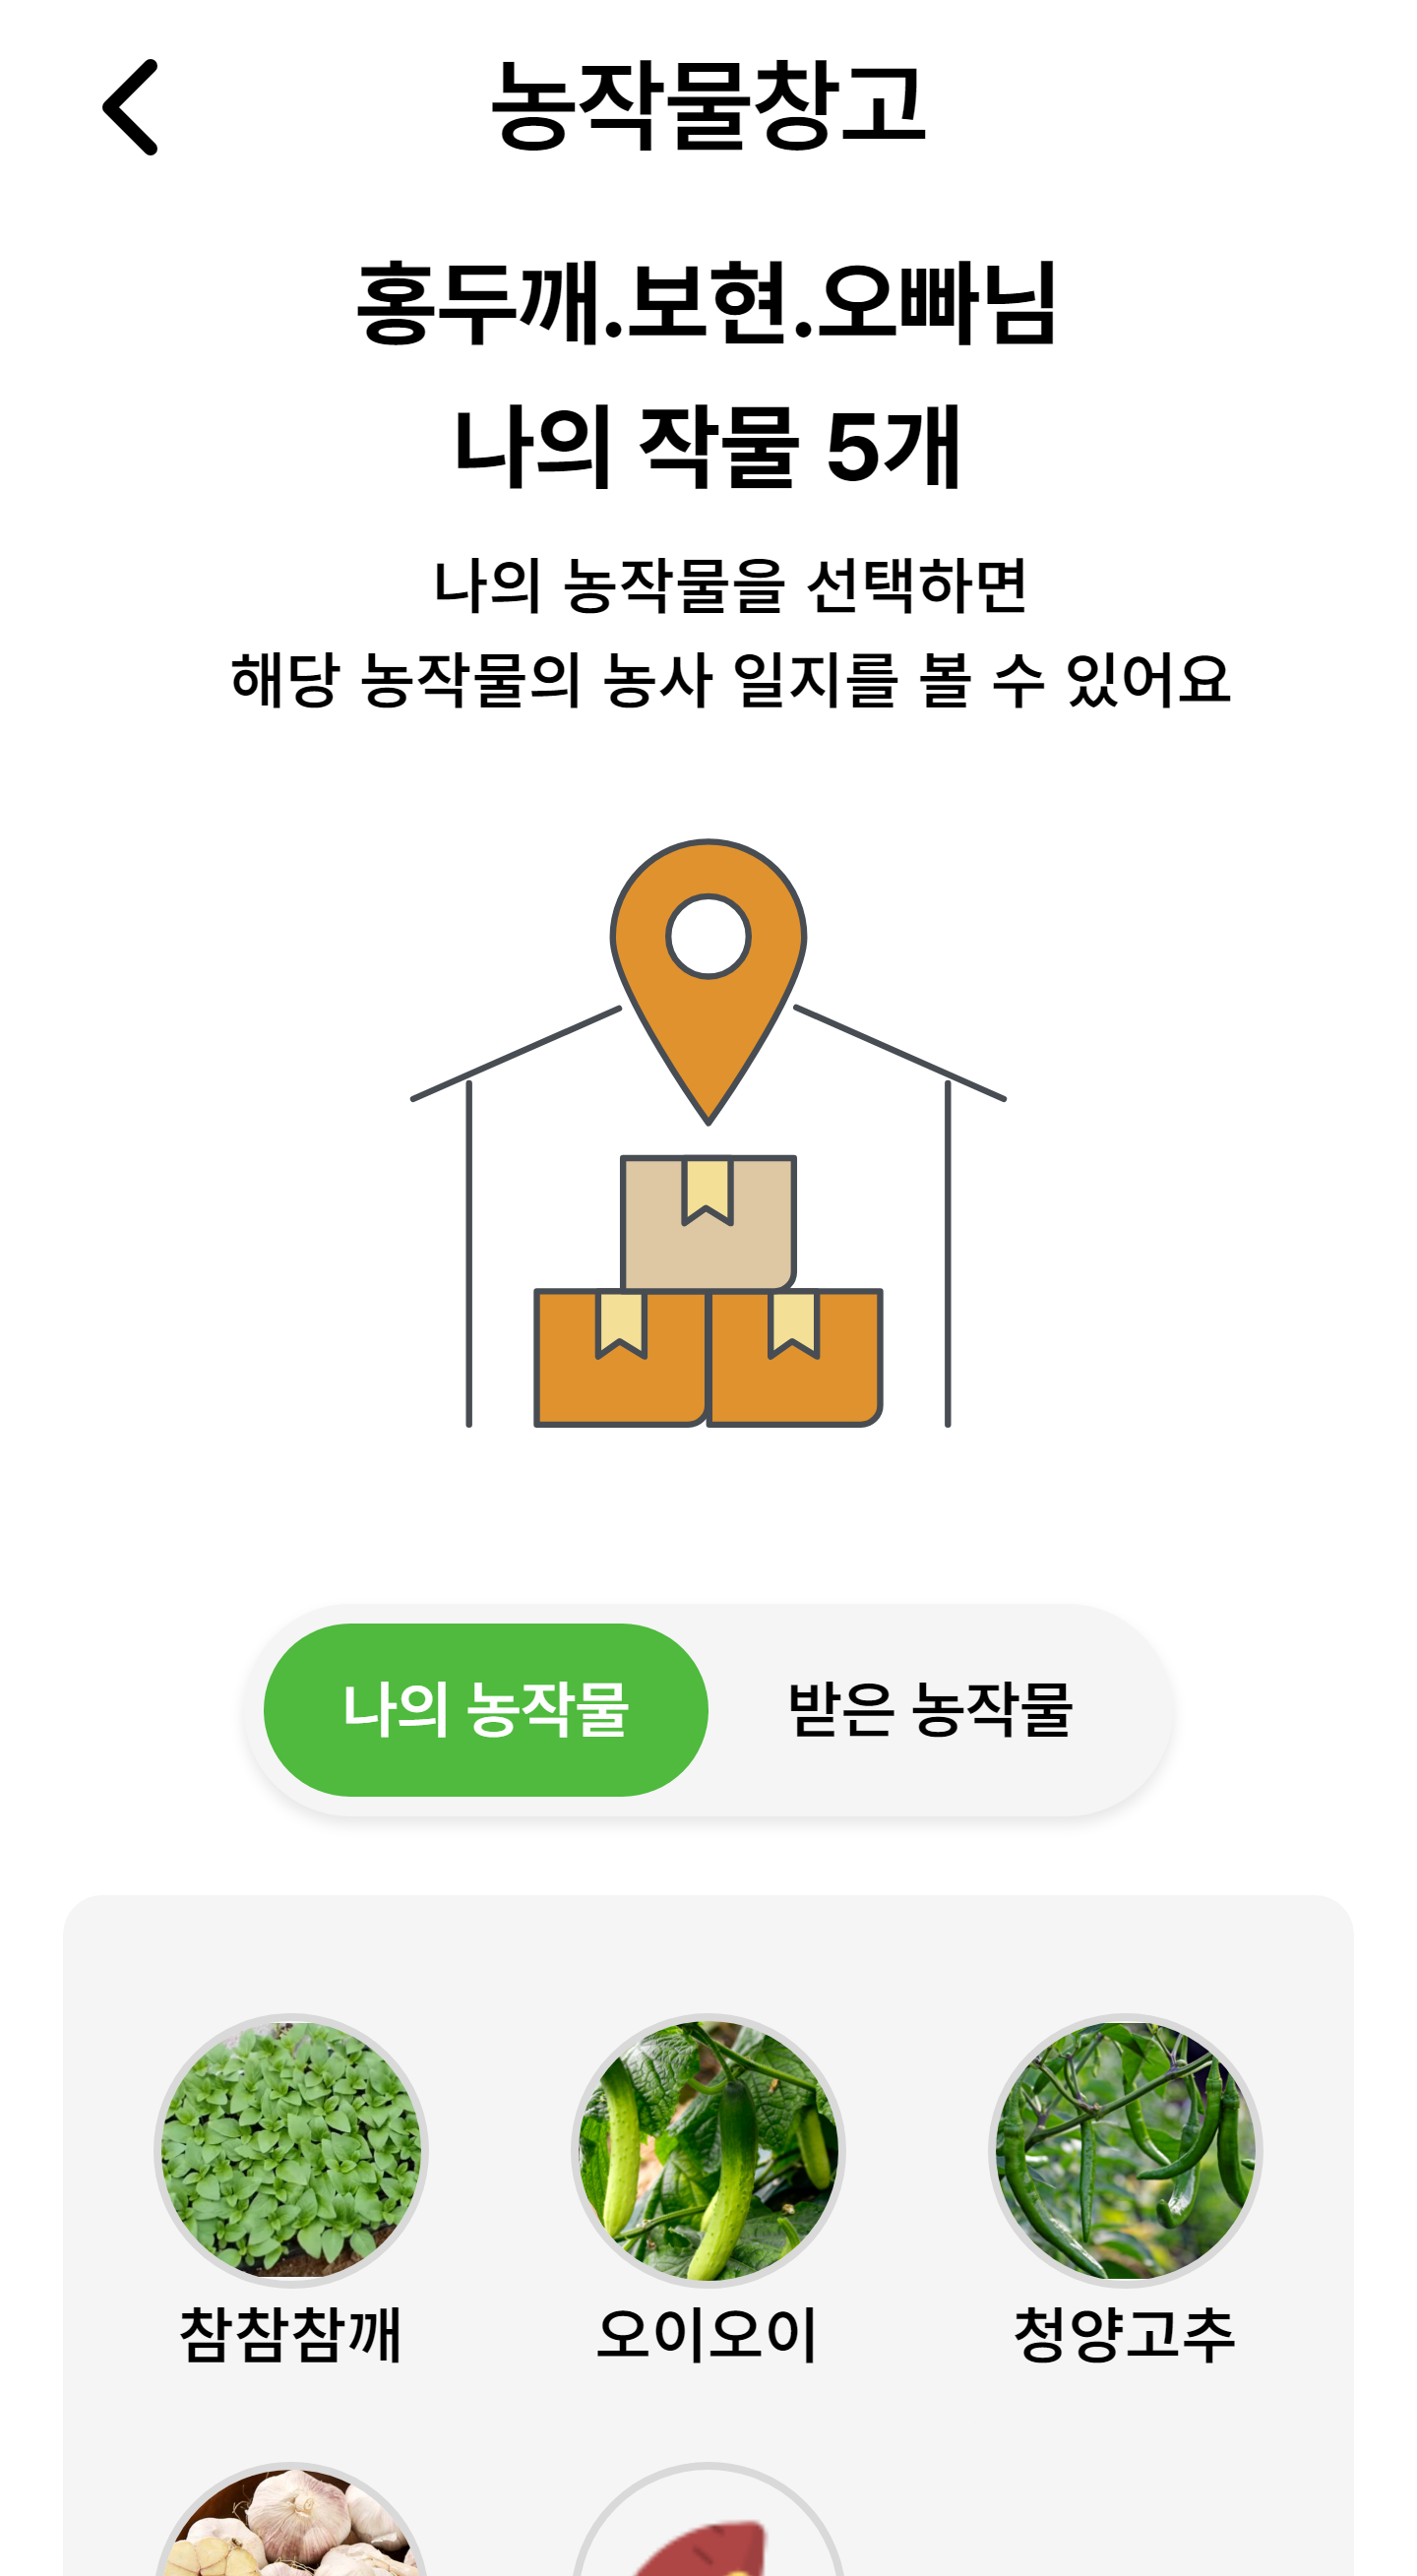 농작물창고
홍두깨.보현.오빠님
나의 작물 5개
나의 농작물을 선택하면
해당 농작물의 농사 일지를 볼 수 있어요
나의 농작물
받은 농작물
참참참깨
오이오이
청양고추